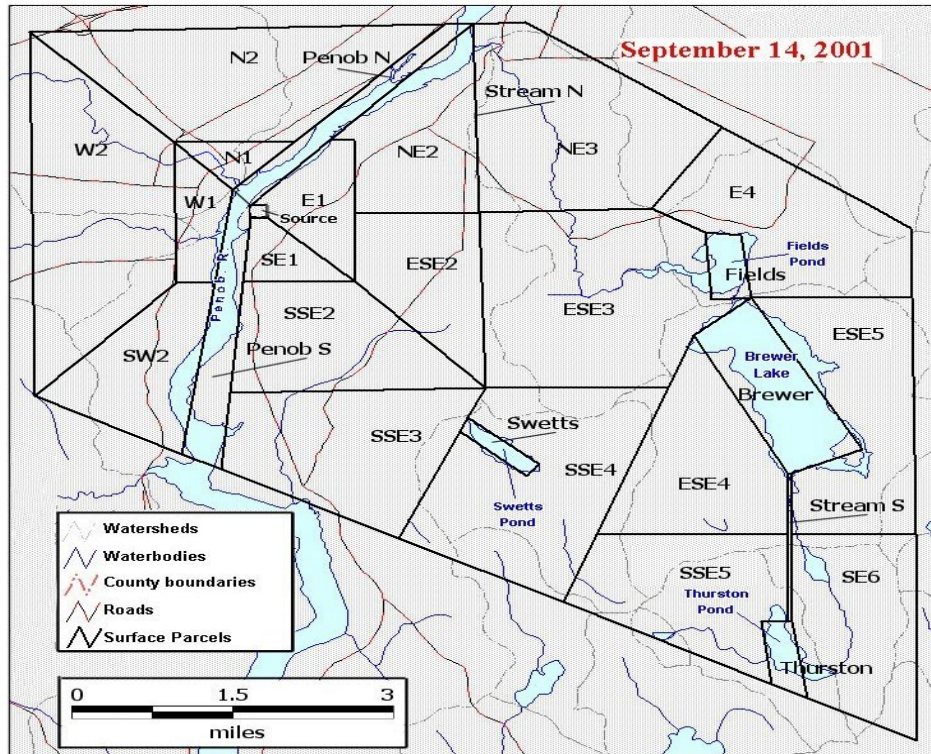 September 14, 2001
N2
Penob N
Stream N
W2
N1
NE2
NE3
W1
E1
E4
Source
SE1
ESE2
Fields
Pond
Fields
Penob. R
SSE2
ESE3
ESE5
SW2
Penob S
Brewer
Lake
Brewer
SSE3
Swetts
SSE4
ESE4
Swetts
Pond
Stream S
SSE5
SE6
Thurston
Pond
Thurston
Watersheds
Waterbodies
County boundaries
Roads
Surface Parcels
0 1.5 3
miles